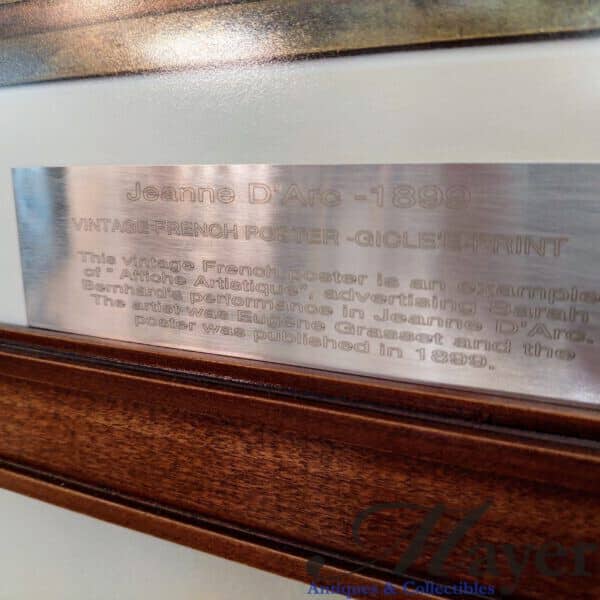 Jeanne D'Arc -1899
VINTAGE FRENCH POSTER -GICLE'E PRINT
This vintage French poster is an example
of "Affiche Artistique", advertising Sarah
Bernhard's performance in Jeanne D'Arc.
The artist was Eugene Grasset and the
poster was published in 1899.
Mayer
Antiques & Collectibles